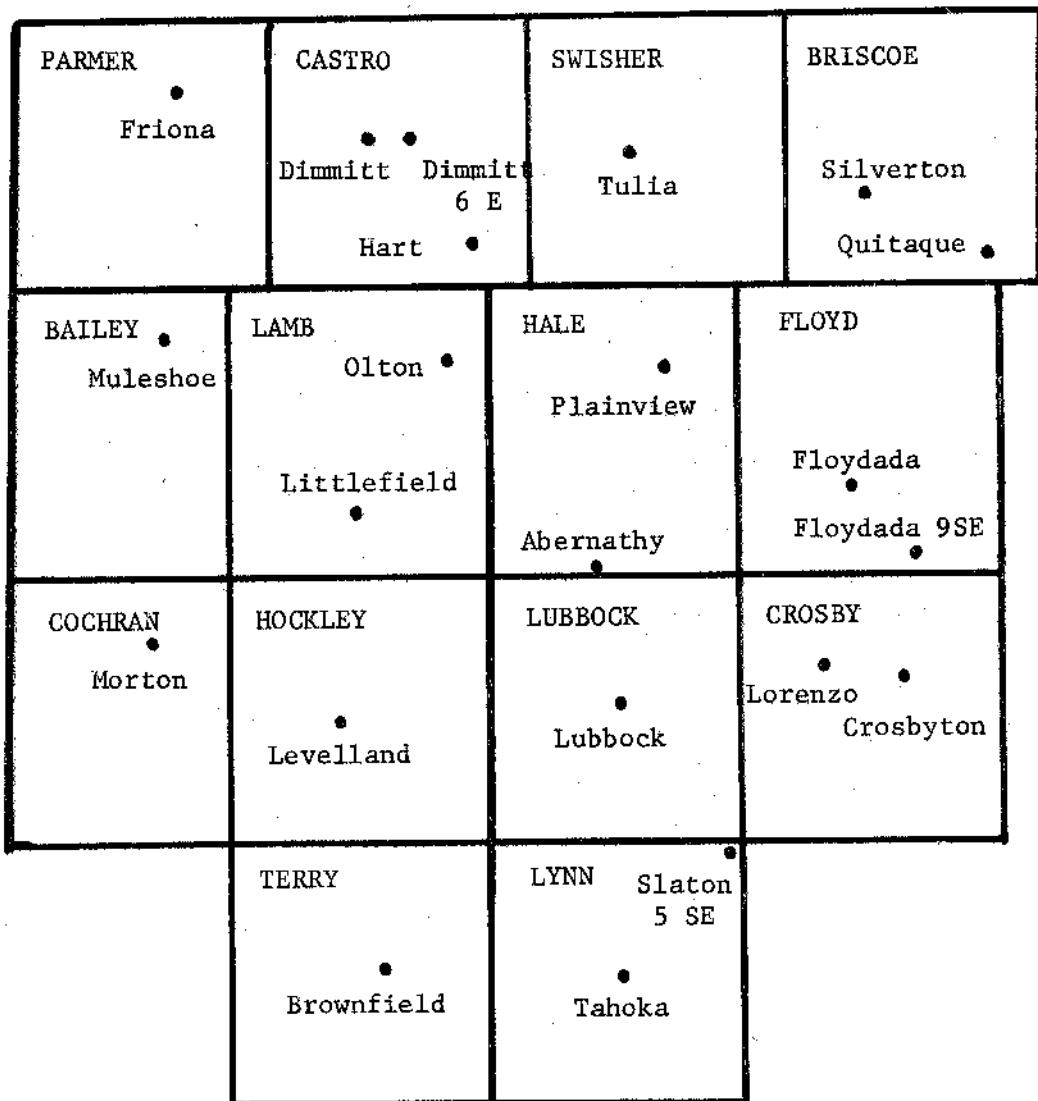 PARMER
Friona
CASTRO
Dimmitt
Dimmitt
6 E
Hart
SWISHER
Tulia
BRISCOE
Silverton
Quitaque
BAILEY
Muleshoe
LAMB
Olton
Littlefield
HALE
Plainview
Abernathy
FLOYD
Floydada
Floydada 9SE
COCHRAN
Morton
HOCKLEY
Levelland
LUBBOCK
Lubbock
CROSBY
Lorenzo
Crosbyton
TERRY
Brownfield
LYNN
Slaton
5 SE
Tahoka